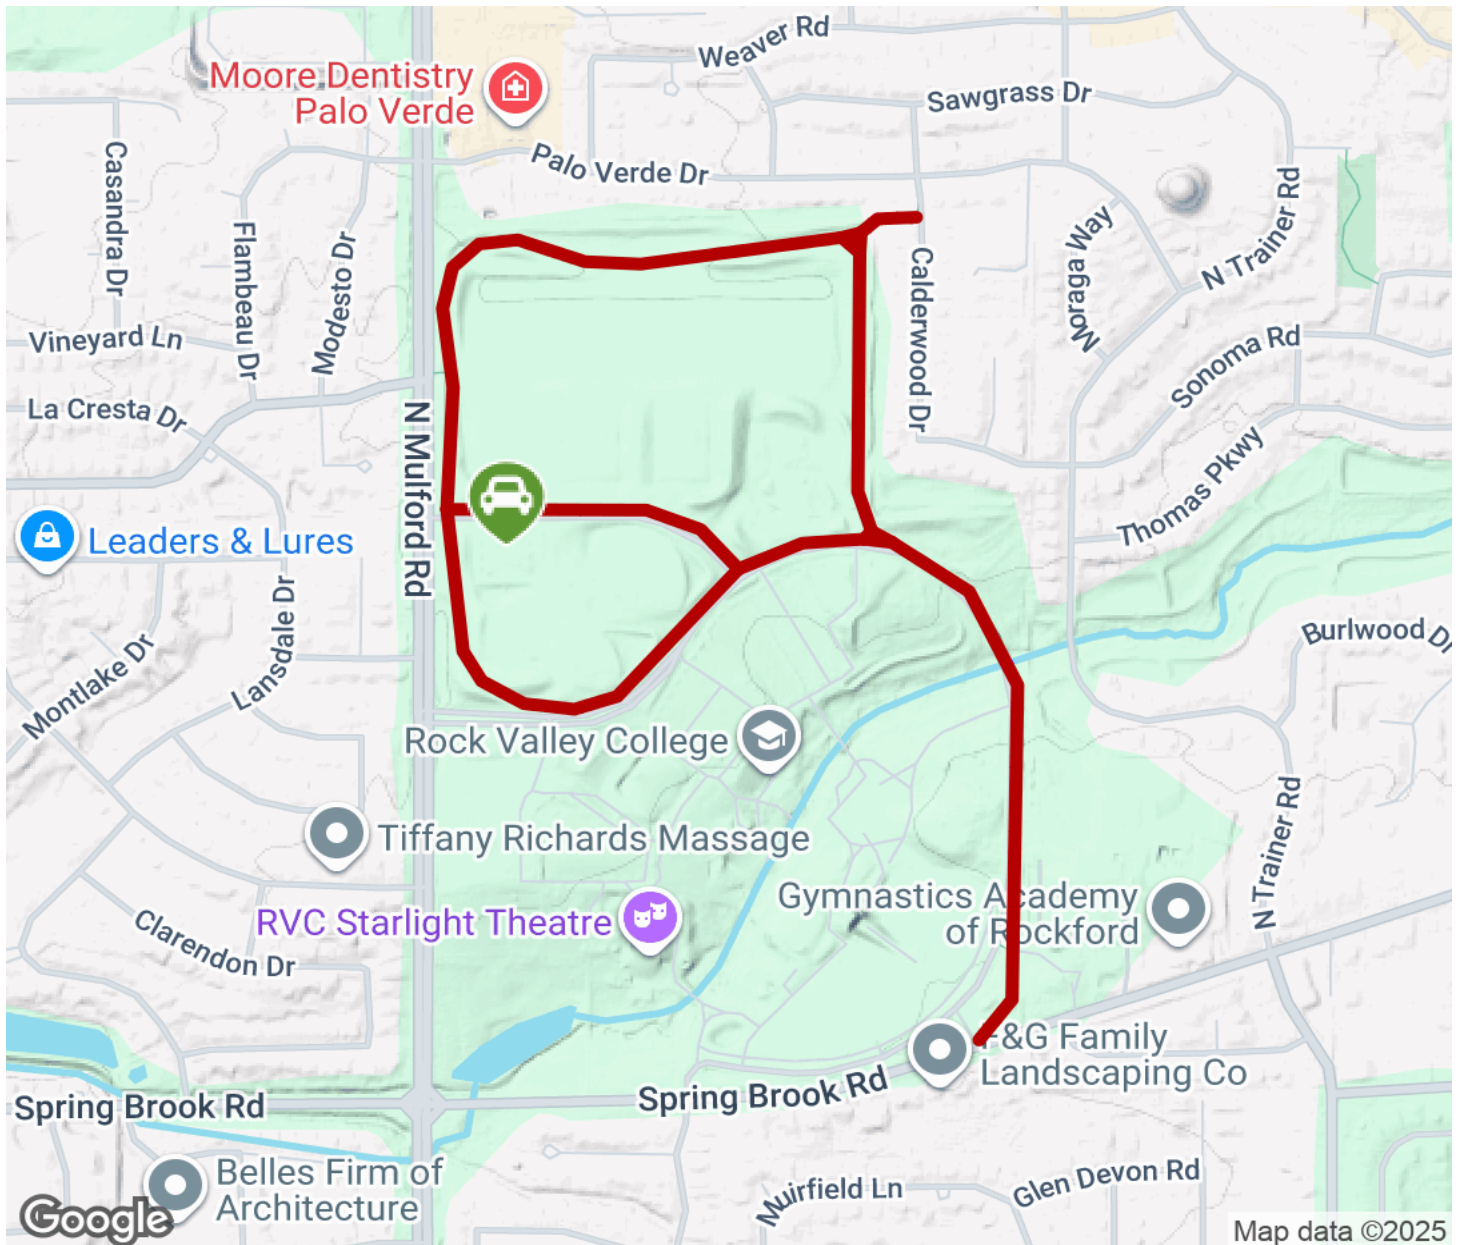 Weaver Rd
Moore Dentistry
Palo Verde
Sawgrass Dr
Casandra Dr
Palo Verde Dr
Flambeau Dr
Modesto Dr
N Trainer Rd
Moraga Way
Calderwood Dr
Vineyard Ln
Sonoma Rd
La Cresta Dr
N Mulford Rd
Thomas Pkwy
Leaders & Lures
Lansdale Dr
Burlwood Dr
Montlake Dr
Rock Valley College
Tiffany Richards Massage
N Trainer Rd
Gymnastics Academy
of Rockford
RVC Starlight Theatre
Clarendon Dr
F&G Family
Landscaping Co
Spring Brook Rd
Spring Brook Rd
Belles Firm of
Architecture
Muirfield Ln
Glen Devon Rd
Google
Map data ©2025